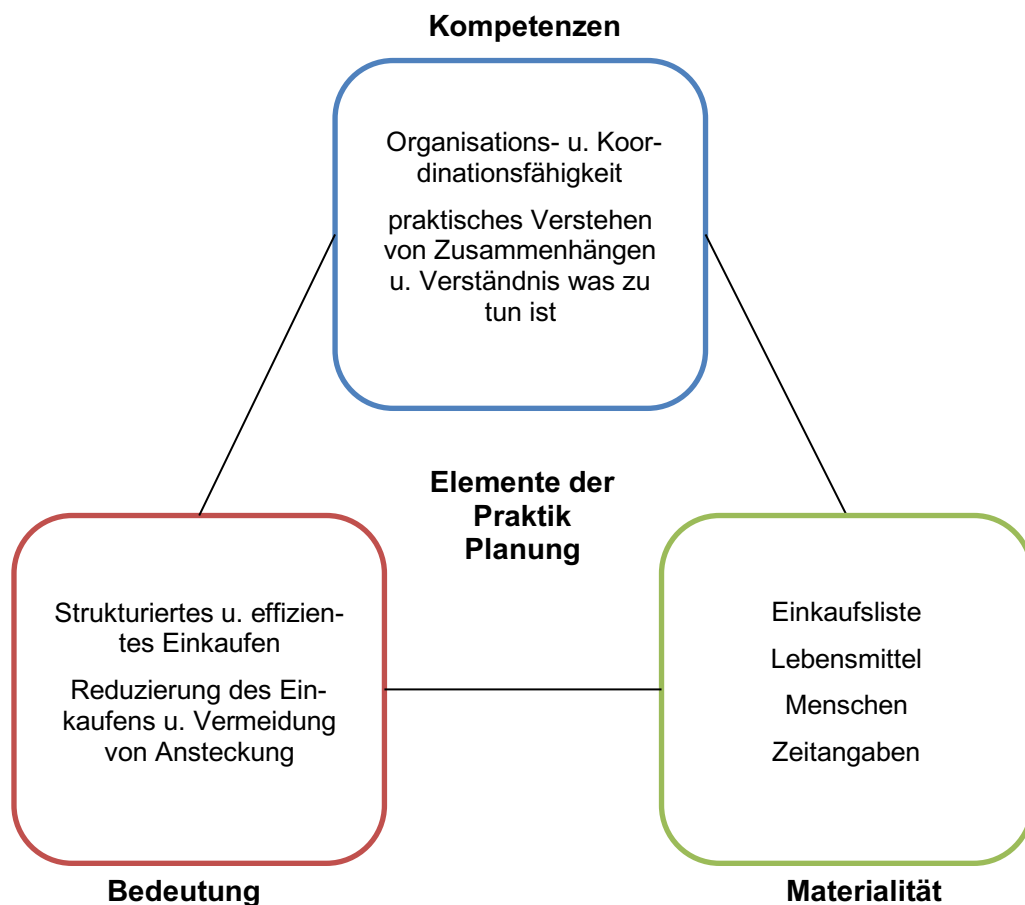 Kompetenzen
Organisations- u. Koor-
dinationsfähigkeit
praktisches Verstehen
von Zusammenhängen
u. Verständnis was zu
tun ist
Elemente der
Praktik
Planung
Strukturiertes u. effizien-
tes Einkaufen
Reduzierung des Ein-
kaufens u. Vermeidung
von Ansteckung
Bedeutung
Einkaufsliste
Lebensmittel
Menschen
Zeitangaben
Materialität